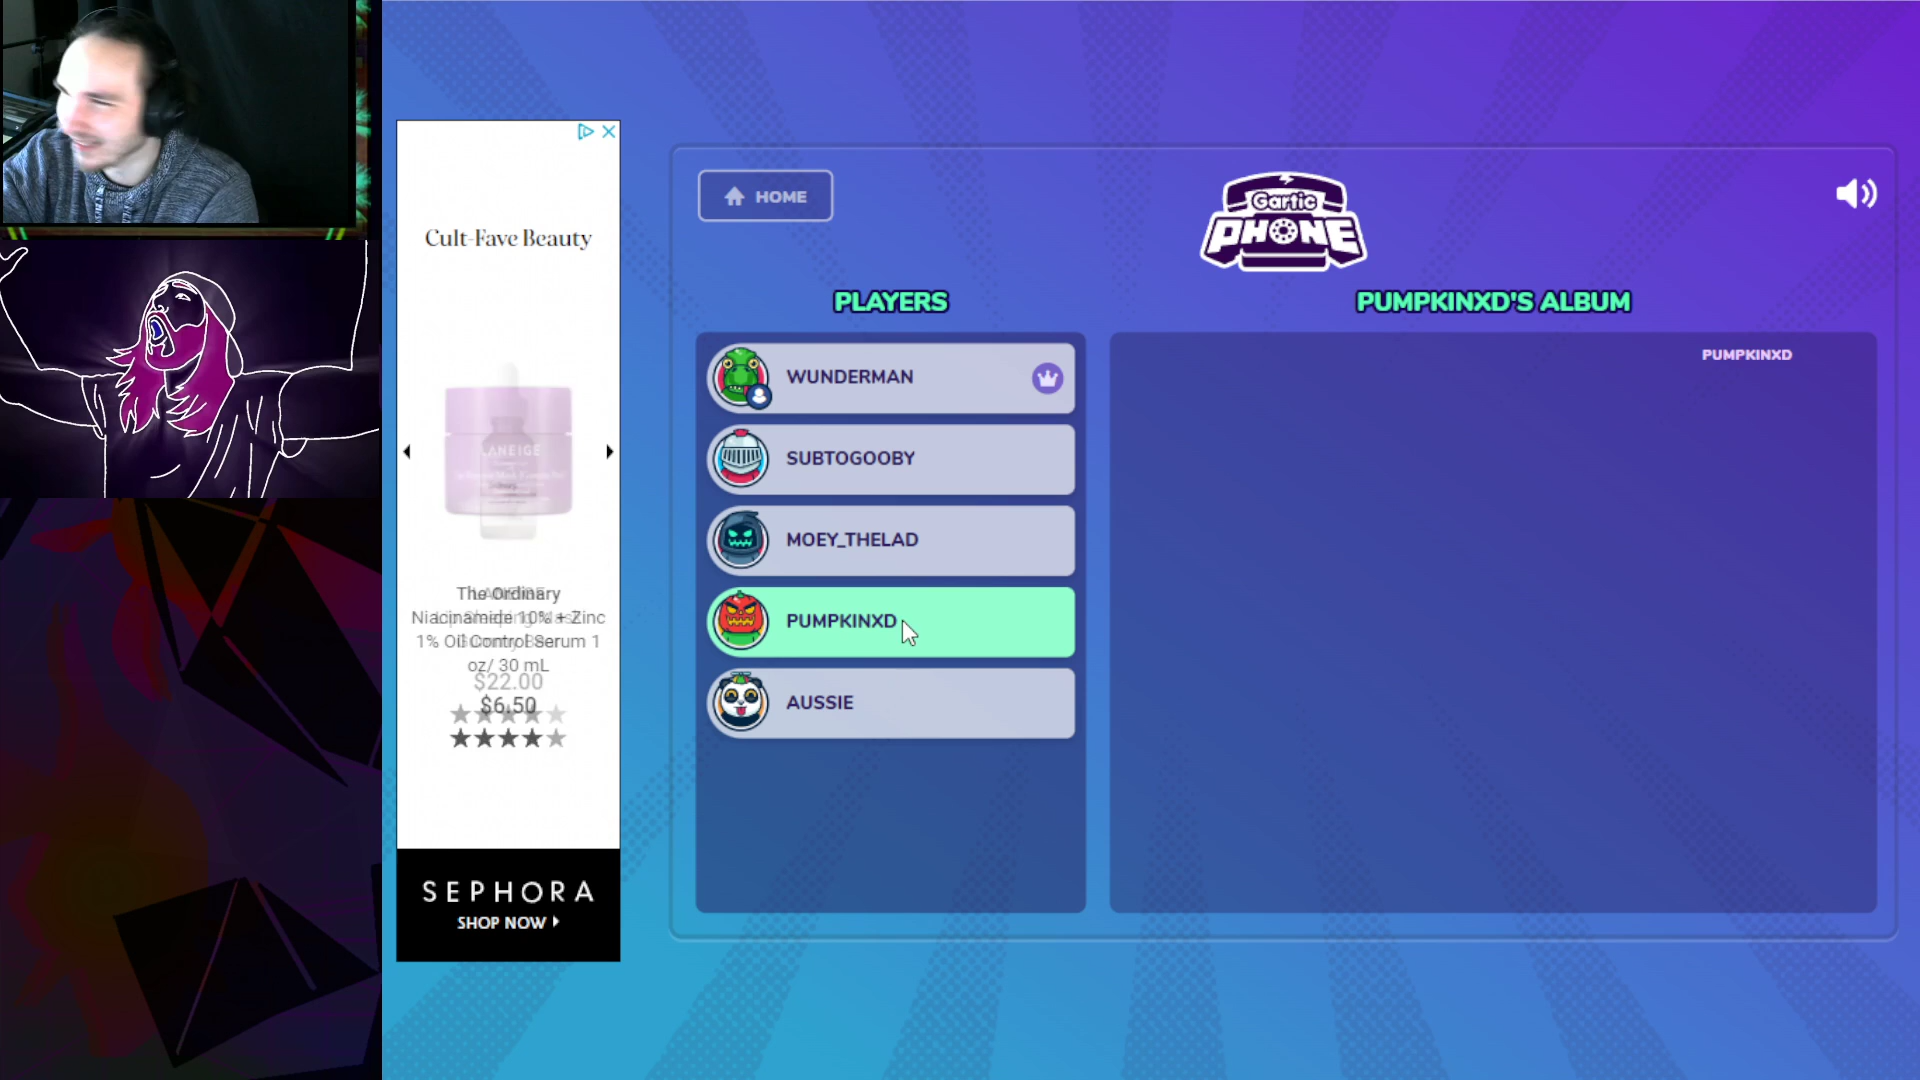 Cult-Fave Beauty
LANEIGE
The Ordinary
Niacinamide 10% + Zinc
1% Oil Control Serum 1
oz/ 30 mL
$22.00
$6.50
SEPHORA
SHOP NOW
HOME
Gartic
PHONE
PLAYERS
WUNDERMAN
SUBTOGOOBY
MOEY_THELAD
PUMPKINXD
AUSSIE
PUMPKINXD'S ALBUM
PUMPKINXD